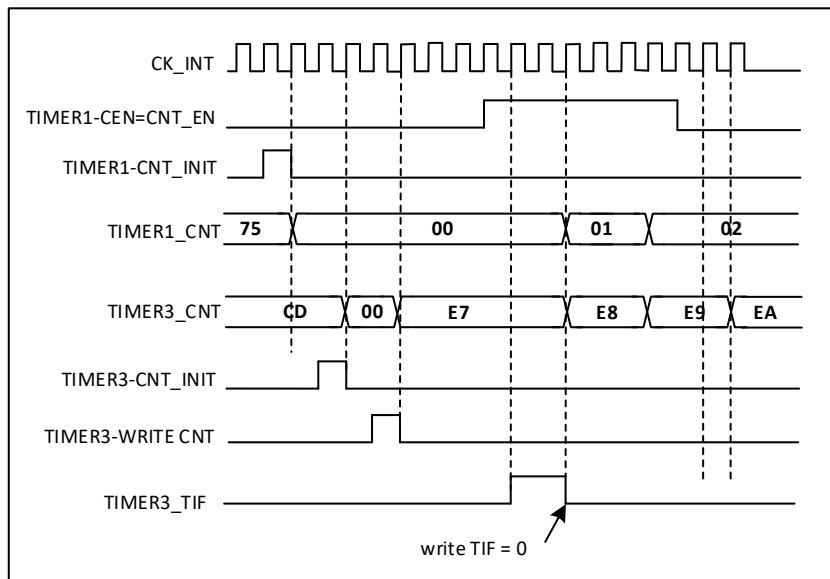 CK_INT
TIMER1-CEN=CNT_EN
TIMER1-CNT_INIT
TIMER1_CNT 75 00 01 02
TIMER3_CNT CD 00 E7 E8 E9 EA
TIMER3-CNT_INIT
TIMER3-WRITE CNT
TIMER3_TIF
write TIF = 0